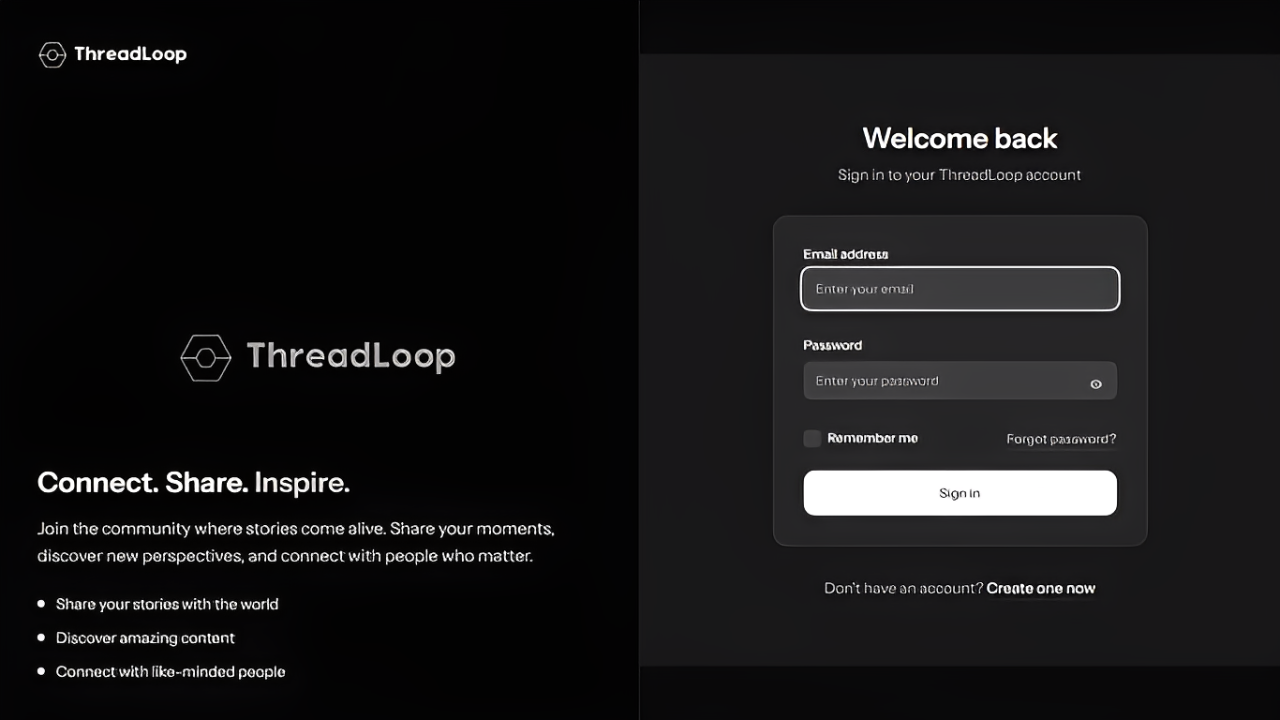 ThreadLoop
ThreadLoop
Connect. Share. Inspire.
Join the community where stories come alive. Share your moments,
discover new perspectives, and connect with people who matter.
Share your stories with the world
Discover amazing content
Connect with like-minded people
Welcome back
Sign in to your ThreadLoop account
Email address
Enter your email
Password
Enter your password
Remember me
Forgot password?
Sign in
Don't have an account? Create one now